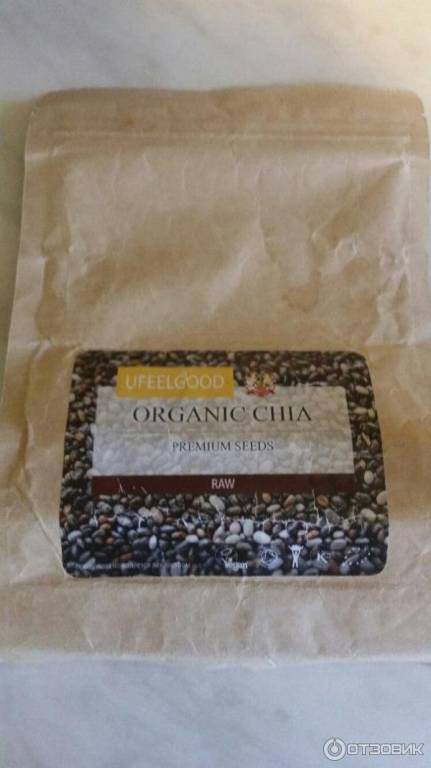 UFEELGOOD
ORGANIC CHIA
PREMIUM SEEDS
RAW
vegan
K
ОТЗОВИК